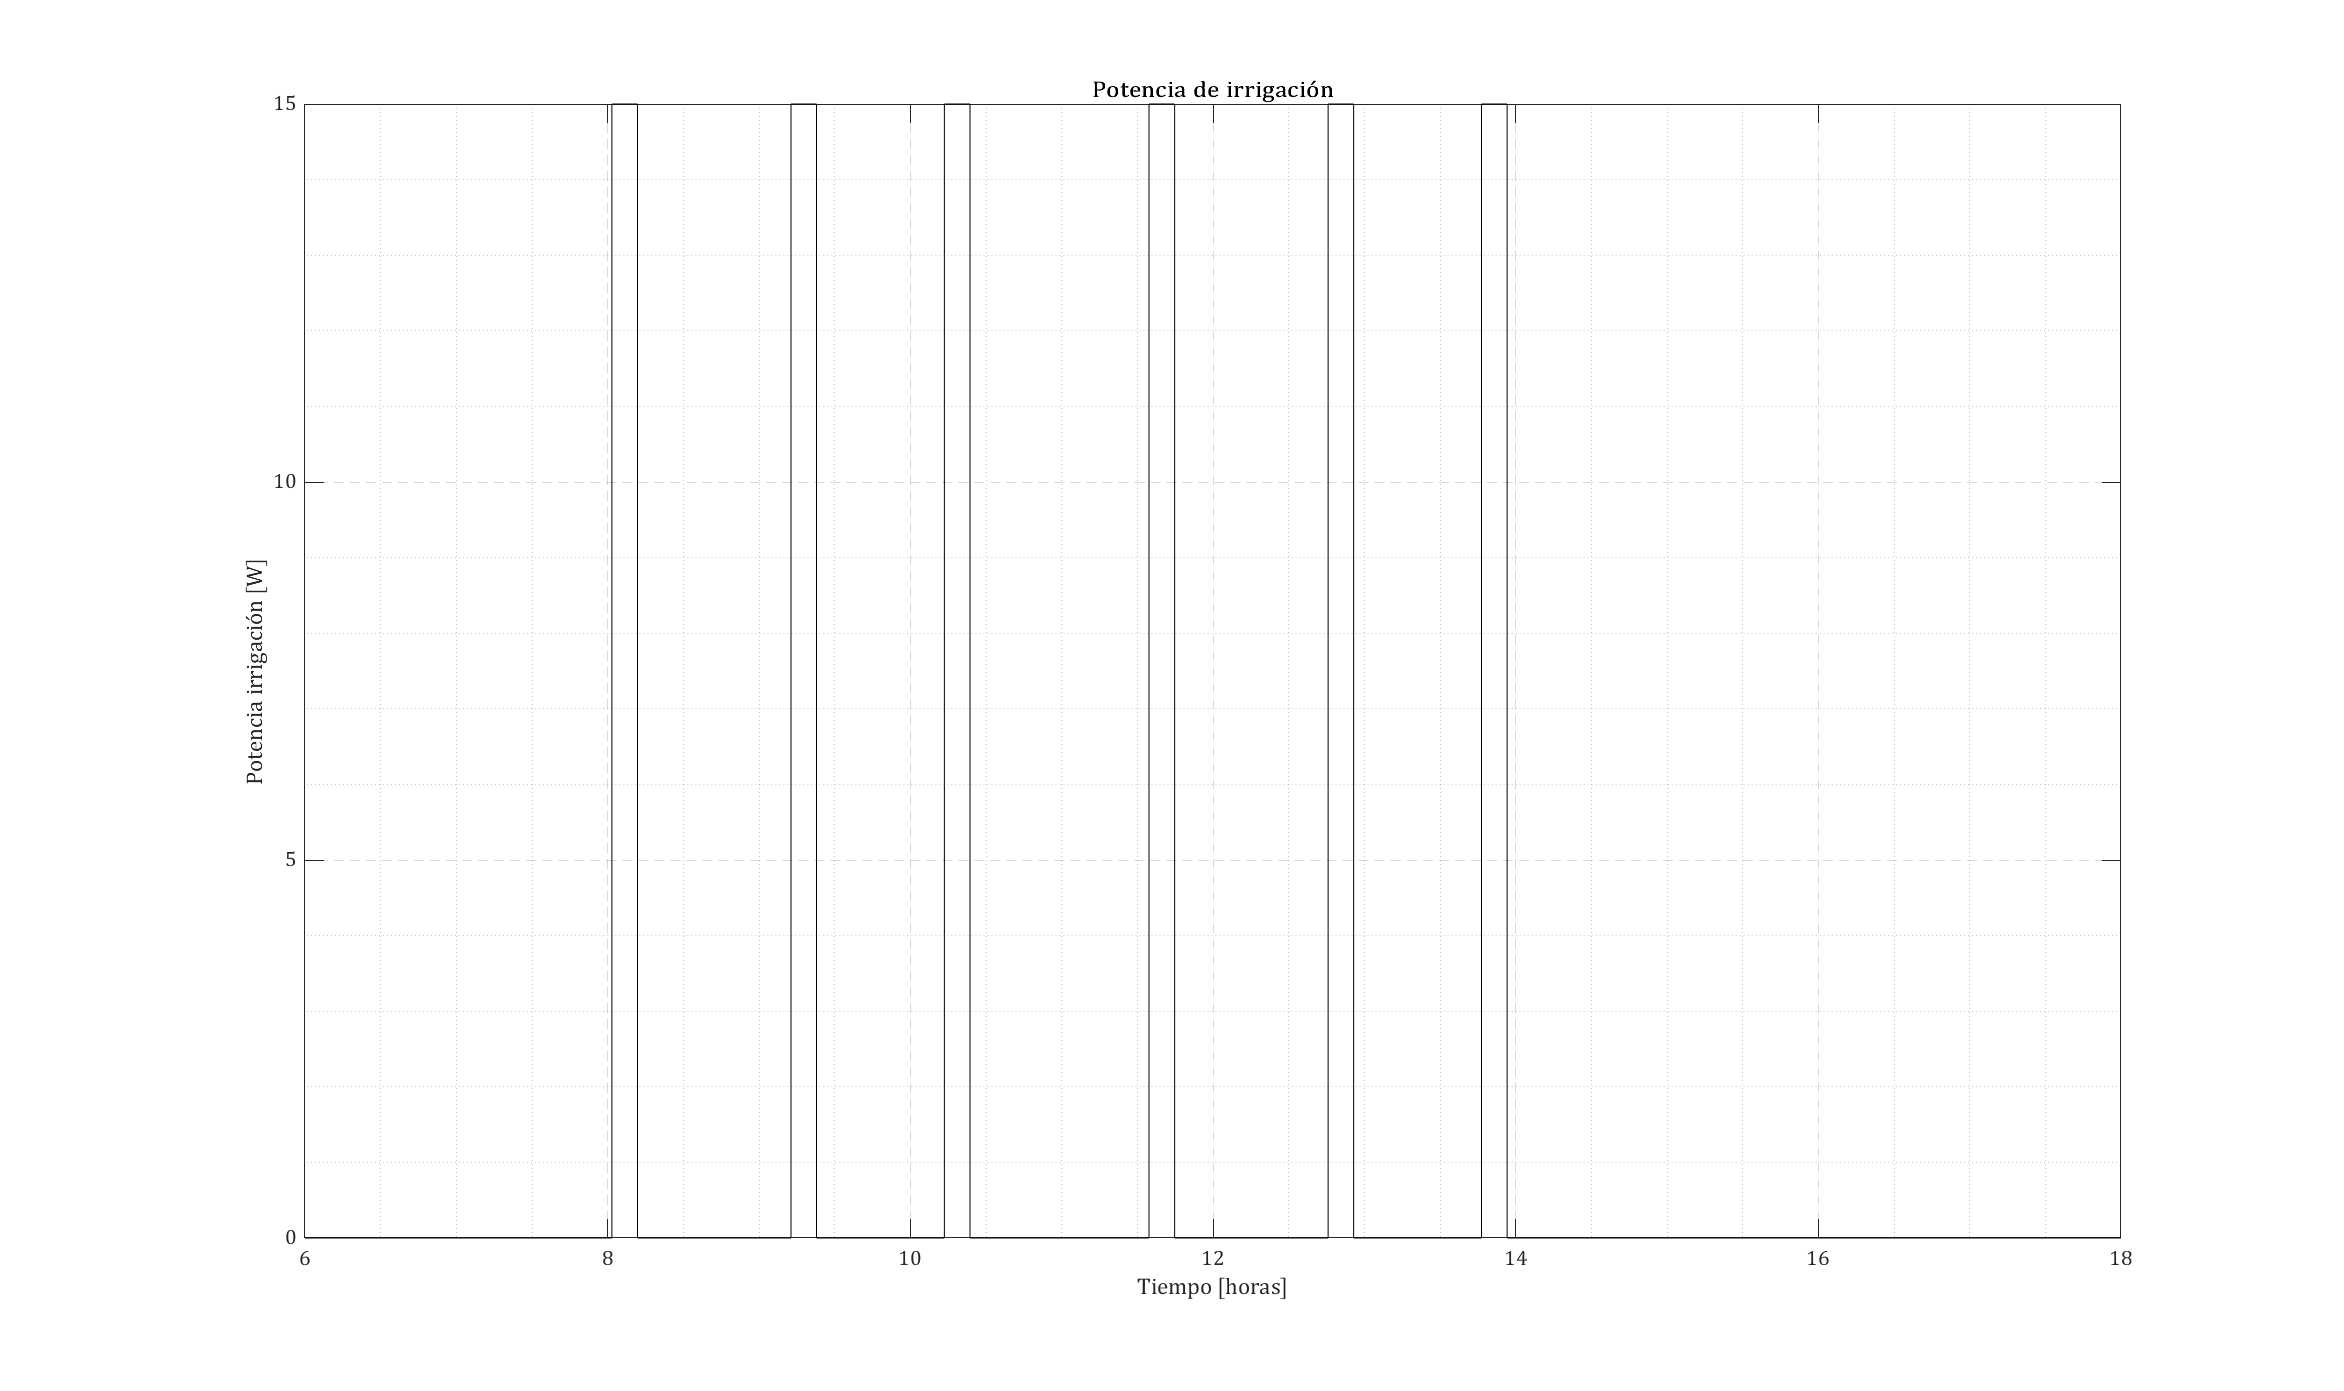 Potencia de irrigación
15
10
5
0
Potencia irrigación [W]
6 8 10 12 14 16 18
Tiempo [horas]